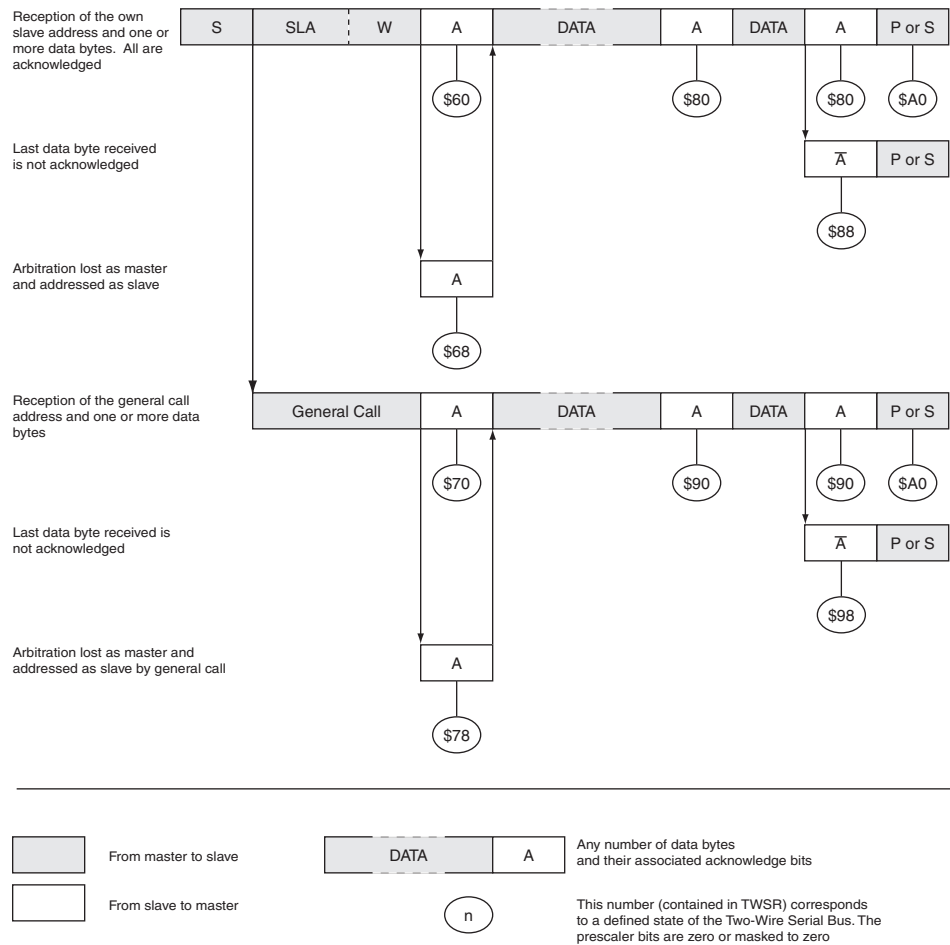 Reception of the own
slave address and one or
more data bytes.  All are
acknowledged
S SLA W A DATA A DATA A P or S
$60 $80 $80 $A0
Last data byte received
is not acknowledged
A̅ P or S
$88
Arbitration lost as master
and addressed as slave
A
$68
Reception of the general call
address and one or more data
bytes
General Call A DATA A DATA A P or S
$70 $90 $90 $A0
Last data byte received is
not acknowledged
A̅ P or S
$98
Arbitration lost as master and
addressed as slave by general call
A
$78
From master to slave
DATA A
Any number of data bytes
and their associated acknowledge bits
From slave to master
n
This number (contained in TWSR) corresponds
to a defined state of the Two-Wire Serial Bus. The
prescaler bits are zero or masked to zero